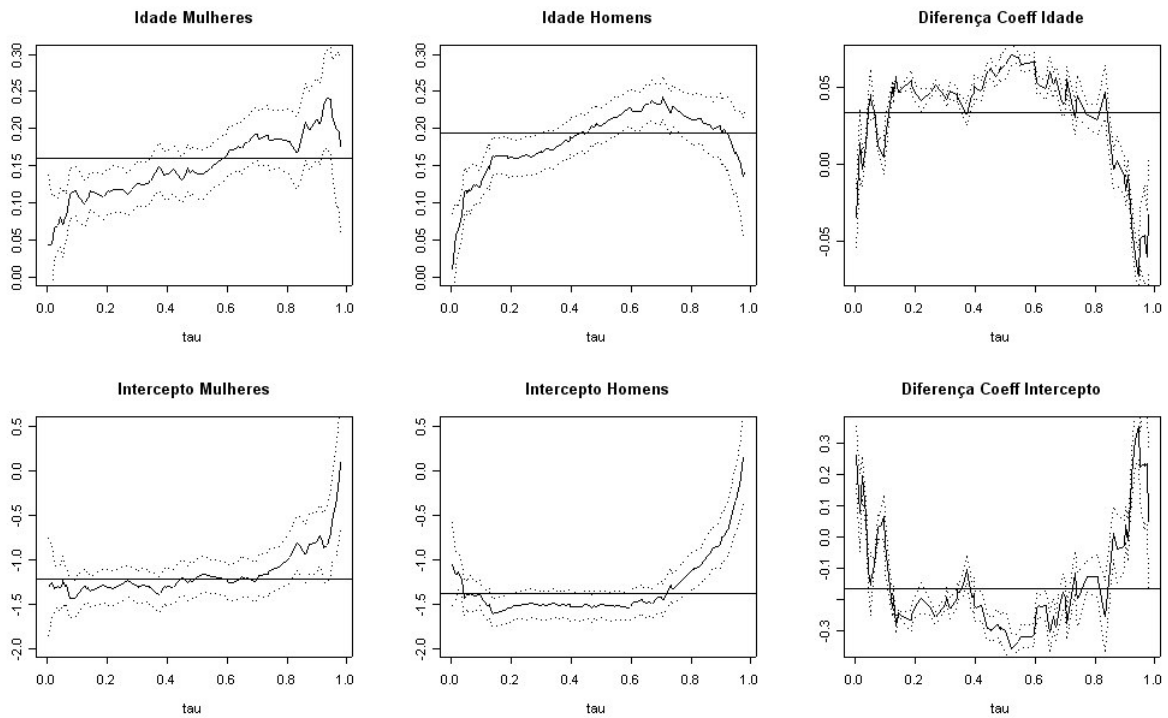 Idade Mulheres
0.00 0.05 0.10 0.15 0.20 0.25 0.30
0.0 0.2 0.4 0.6 0.8 1.0
tau
Idade Homens
0.00 0.05 0.10 0.15 0.20 0.25 0.30
0.0 0.2 0.4 0.6 0.8 1.0
tau
Diferença Coeff Idade
-0.05 0.00 0.05
0.0 0.2 0.4 0.6 0.8 1.0
tau
Intercepto Mulheres
-2.0 -1.5 -1.0 -0.5 0.0 0.5
0.0 0.2 0.4 0.6 0.8 1.0
tau
Intercepto Homens
-2.0 -1.5 -1.0 -0.5 0.0 0.5
0.0 0.2 0.4 0.6 0.8 1.0
tau
Diferença Coeff Intercepto
-0.3 -0.1 0.0 0.1 0.3
0.0 0.2 0.4 0.6 0.8 1.0
tau